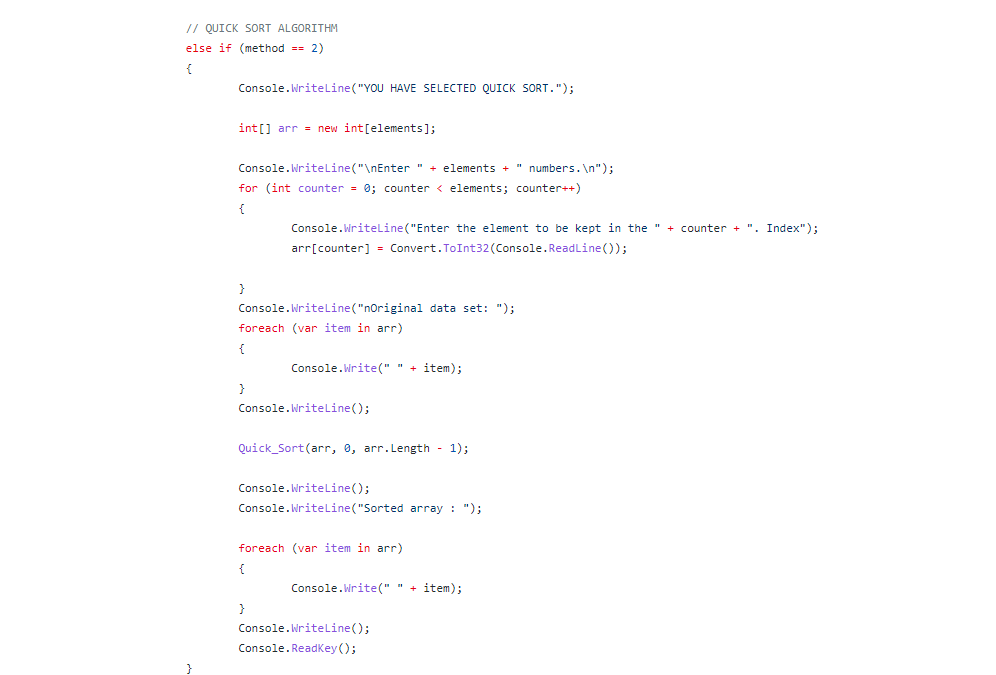 // QUICK SORT ALGORITHM
else if (method == 2)
{
Console.WriteLine("YOU HAVE SELECTED QUICK SORT.");
int[] arr = new int[elements];
Console.WriteLine("\nEnter " + elements + " numbers.\n");
for (int counter = 0; counter < elements; counter++)
{
Console.WriteLine("Enter the element to be kept in the " + counter + ". Index");
arr[counter] = Convert.ToInt32(Console.ReadLine());
}
Console.WriteLine("nOriginal data set: ");
foreach (var item in arr)
{
Console.Write(" " + item);
}
Console.WriteLine();
Quick_Sort(arr, 0, arr.Length - 1);
Console.WriteLine();
Console.WriteLine("Sorted array : ");
foreach (var item in arr)
{
Console.Write(" " + item);
}
Console.WriteLine();
Console.ReadKey();
}